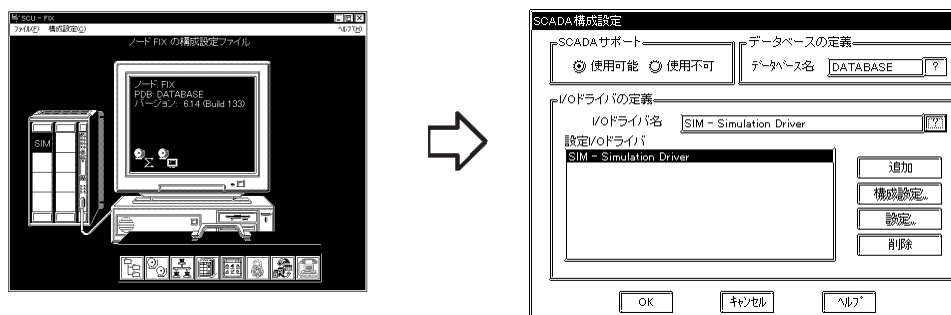 SCU - FIX
ファイル(F) 構成設定(C) ヘルプ(H)
ノード FIX の構成設定ファイル
ノード: FIX
PDB: DATABASE
バージョン: 6.14 (Build 133)
SIM
SCADA構成設定
SCADAサポート
使用可能 使用不可
データベースの定義
データベース名 DATABASE ?
I/Oドライバの定義
I/Oドライバ名 SIM - Simulation Driver ?
設定I/Oドライバ
SIM - Simulation Driver
追加
構成設定...
設定...
削除
OK キャンセル ヘルプ